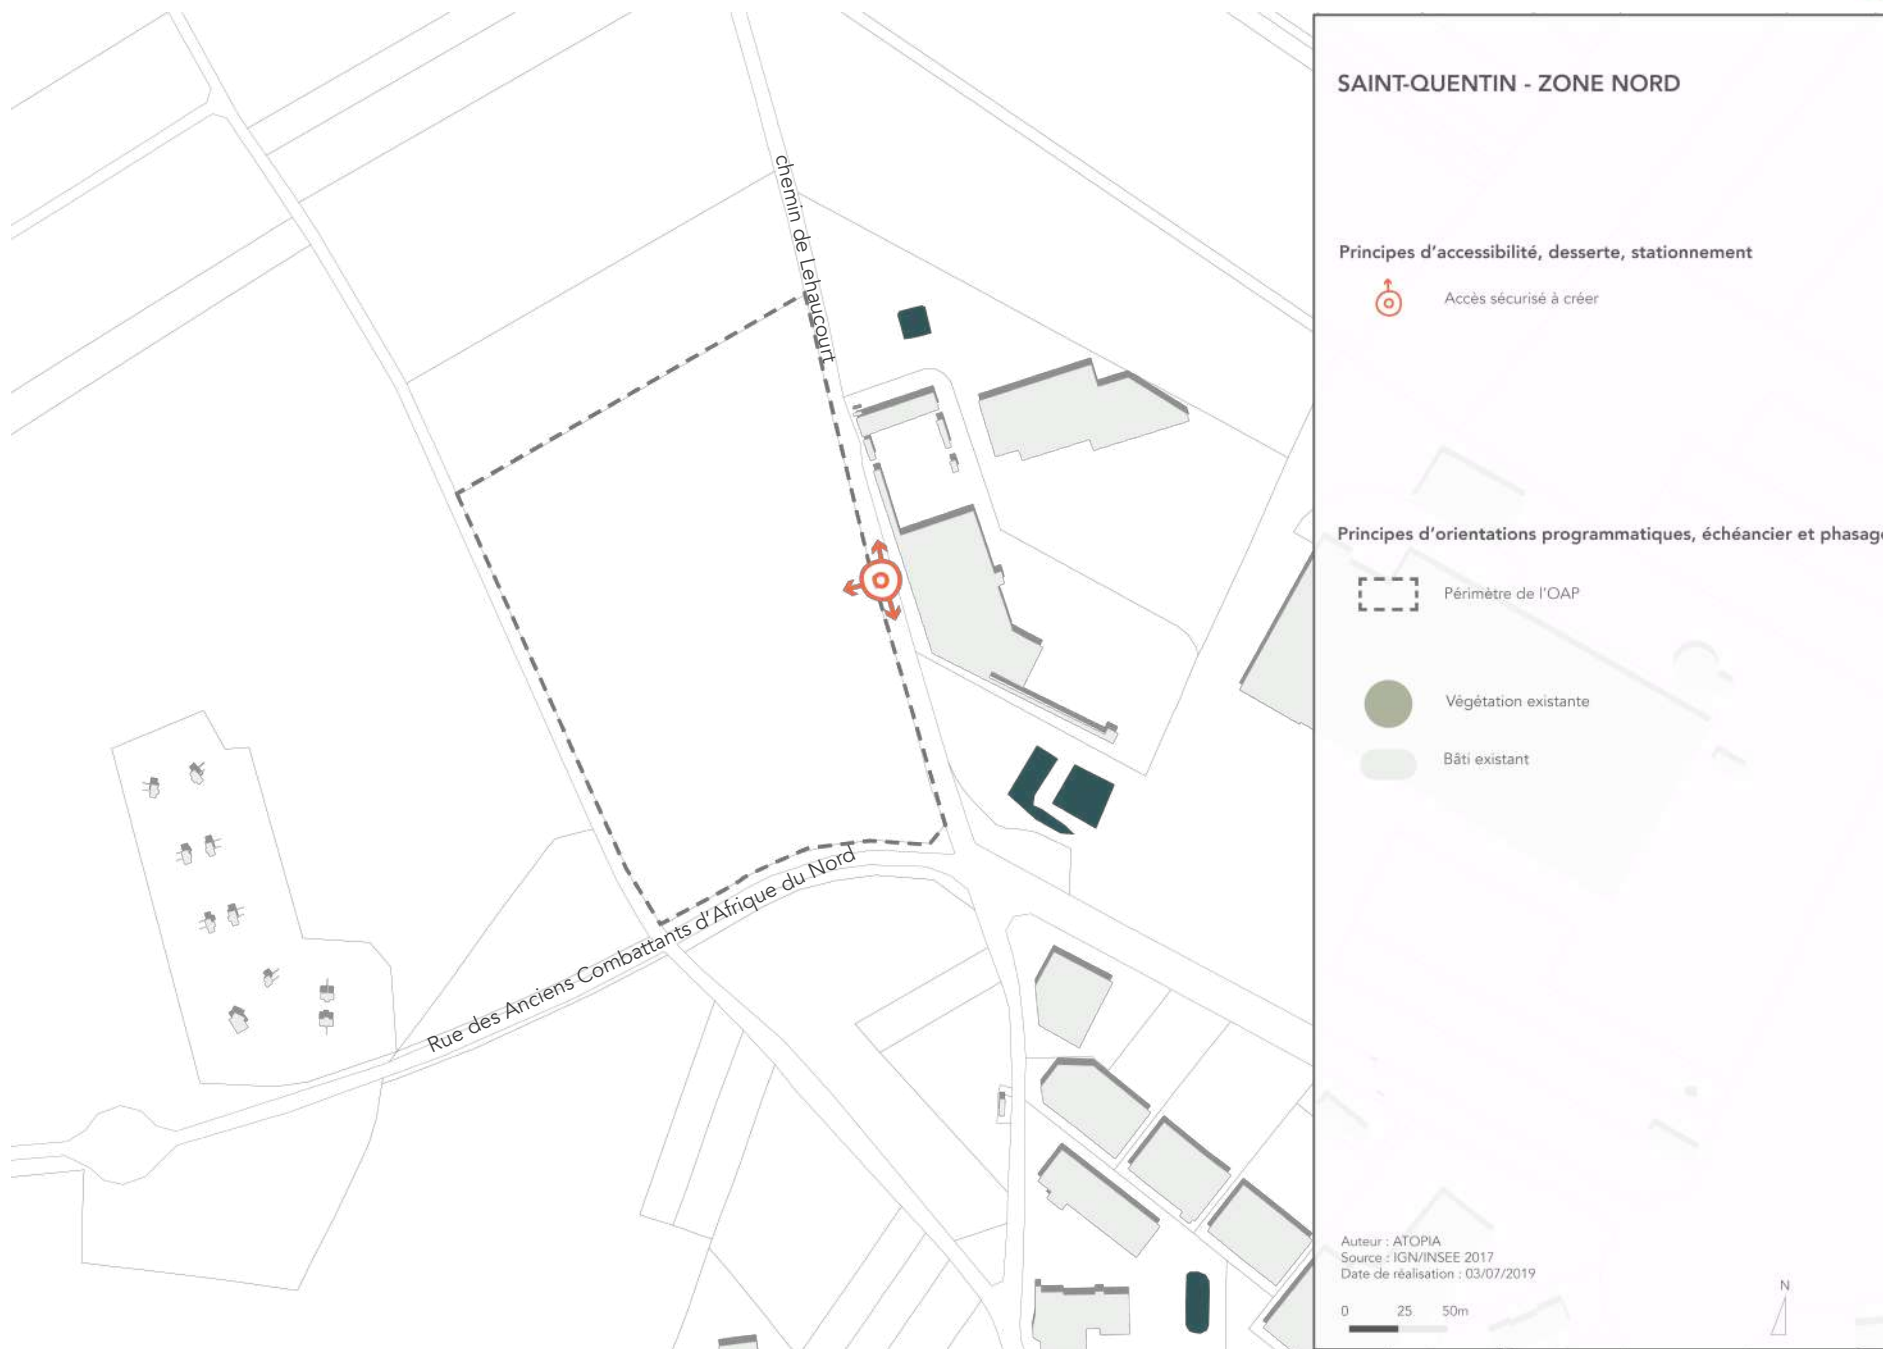 SAINT-QUENTIN - ZONE NORD
chemin de Lehaucourt
Principes d'accessibilité, desserte, stationnement
Accès sécurisé à créer
Principes d'orientations programmatiques, échéancier et phasage
Périmètre de l'OAP
Végétation existante
Bâti existant
Rue des Anciens Combattants d'Afrique du Nord
Auteur : ATOPIA
Source : IGN/INSEE 2017
Date de réalisation : 03/07/2019
0 25 50m
N